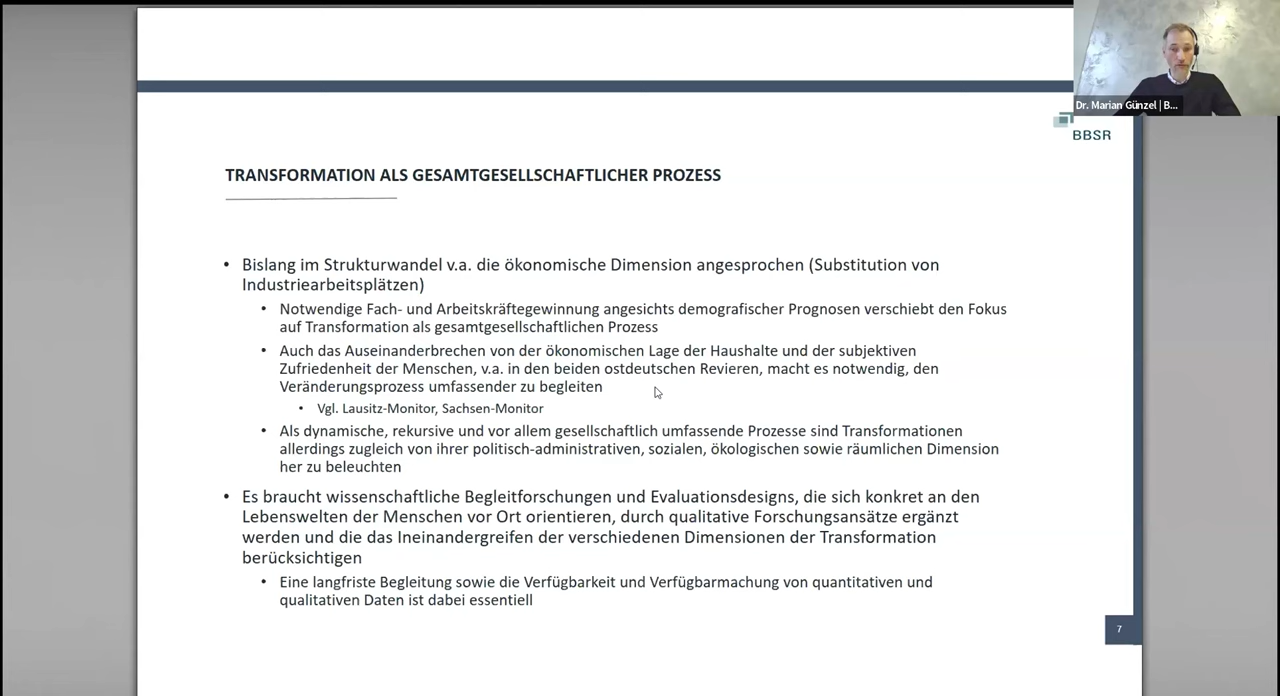 Dr. Marian Günzel | B...
BBSR
TRANSFORMATION ALS GESAMTGESELLSCHAFTLICHER PROZESS
• Bislang im Strukturwandel v.a. die ökonomische Dimension angesprochen (Substitution von
Industriearbeitsplätzen)
• Notwendige Fach- und Arbeitskräftegewinnung angesichts demografischer Prognosen verschiebt den Fokus
auf Transformation als gesamtgesellschaftlichen Prozess
• Auch das Auseinanderbrechen von der ökonomischen Lage der Haushalte und der subjektiven
Zufriedenheit der Menschen, v.a. in den beiden ostdeutschen Revieren, macht es notwendig, den
Veränderungsprozess umfassender zu begleiten
• Vgl. Lausitz-Monitor, Sachsen-Monitor
• Als dynamische, rekursive und vor allem gesellschaftlich umfassende Prozesse sind Transformationen
allerdings zugleich von ihrer politisch-administrativen, sozialen, ökologischen sowie räumlichen Dimension
her zu beleuchten
• Es braucht wissenschaftliche Begleitforschungen und Evaluationsdesigns, die sich konkret an den
Lebenswelten der Menschen vor Ort orientieren, durch qualitative Forschungsansätze ergänzt
werden und die das Ineinandergreifen der verschiedenen Dimensionen der Transformation
berücksichtigen
• Eine langfriste Begleitung sowie die Verfügbarkeit und Verfügbarmachung von quantitativen und
qualitativen Daten ist dabei essentiell
7